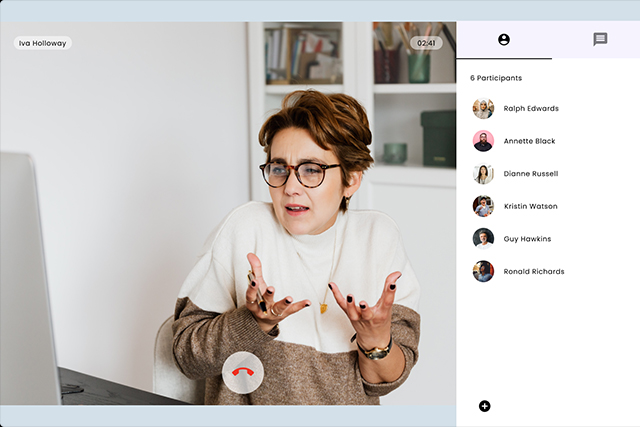 Iva Holloway
02:41
6 Participants
Ralph Edwards
Annette Black
Dianne Russell
Kristin Watson
Guy Hawkins
Ronald Richards